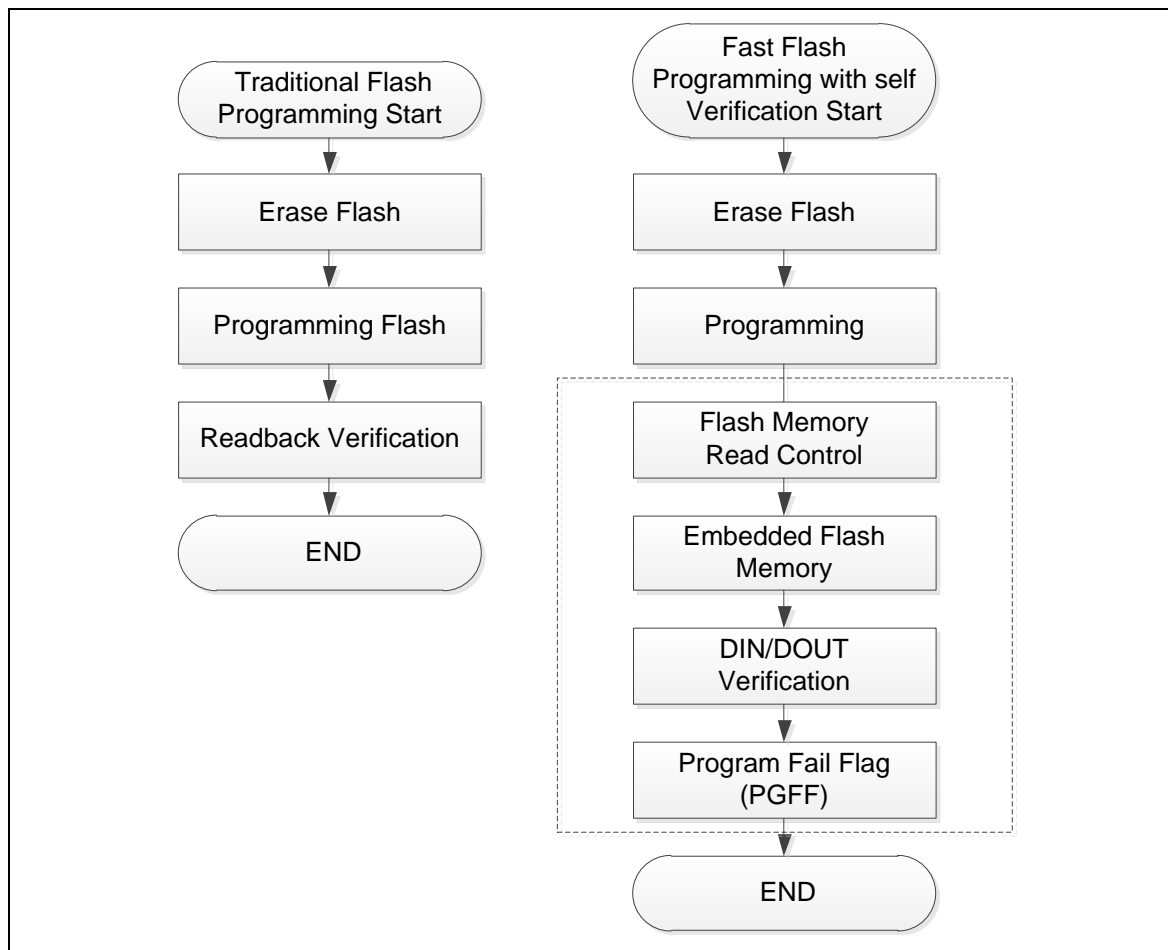 Traditional Flash
Programming Start
Erase Flash
Programming Flash
Readback Verification
END
Fast Flash
Programming with self
Verification Start
Erase Flash
Programming
Flash Memory
Read Control
Embedded Flash
Memory
DIN/DOUT
Verification
Program Fail Flag
(PGFF)
END